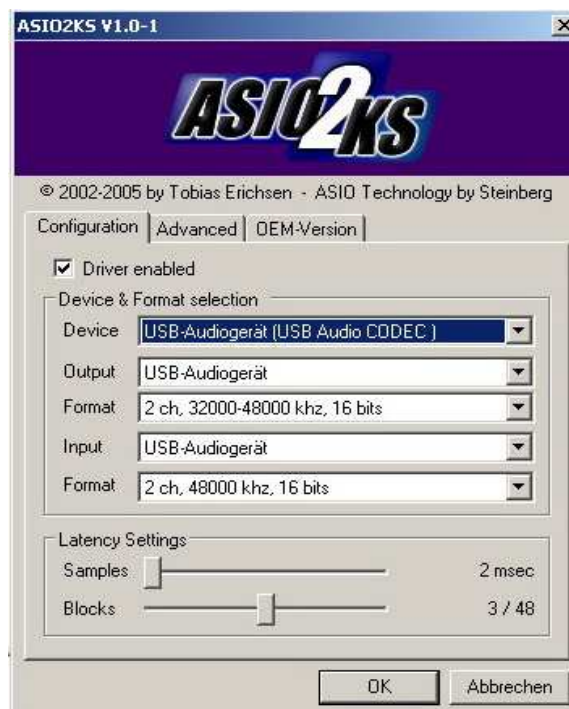 ASIO2KS V1.0-1
ASIO2KS
© 2002-2005 by Tobias Erichsen - ASIO Technology by Steinberg
Configuration Advanced OEM-Version
Driver enabled
Device & Format selection
Device USB-Audiogerät (USB Audio CODEC )
Output USB-Audiogerät
Format 2 ch, 32000-48000 khz, 16 bits
Input USB-Audiogerät
Format 2 ch, 48000 khz, 16 bits
Latency Settings
Samples 2 msec
Blocks 3 / 48
OK Abbrechen